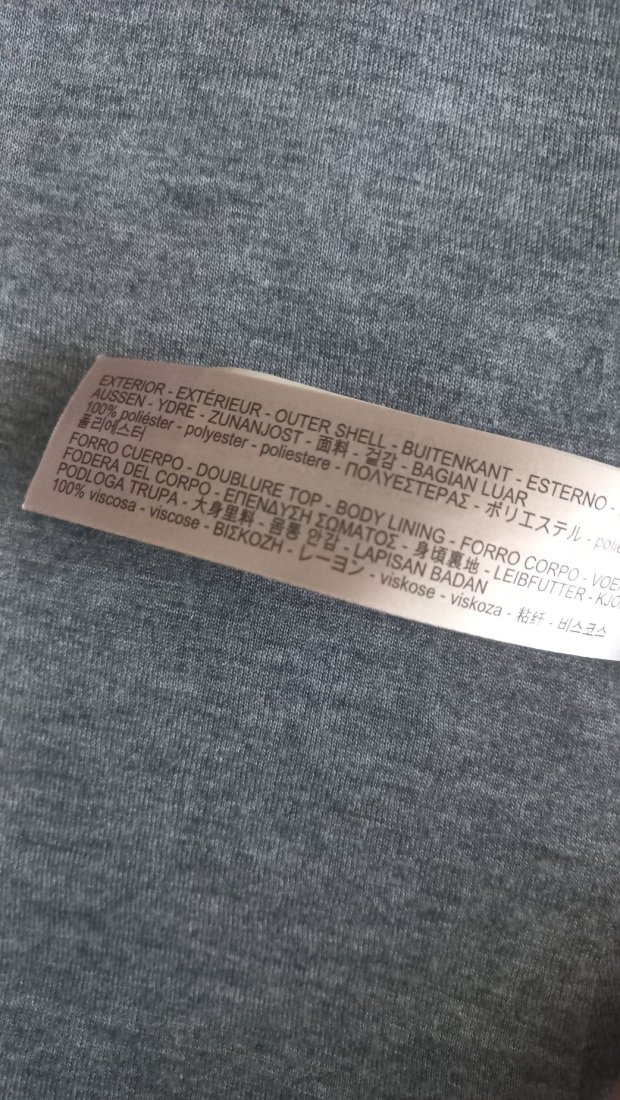 EXTERIOR - EXTÉRIEUR - OUTER SHELL - BUITENKANT - ESTERNO -
AUSSEN - YDRE - ZUNANJOST - 面料 - 겉감 - BAGIAN LUAR
100% poliéster - polyester - poliestere - ΠΟΛΥΕΣΤΕΡΑΣ - ポリエステル -
폴리에스터
FORRO CUERPO - DOUBLURE TOP - BODY LINING - FORRO CORPO -
FODERA DEL CORPO - ΕΠΕΝΔΥΣΗ ΣΩΜΑΤΟΣ - 身頃裏地 - LEIBFUTTER -
PODLOGA TRUPA - 大身里料 - 몸통 안감 - LAPISAN BADAN
100% viscosa - viscose - ΒΙΣΚΟΖΗ - レーヨン - viskose - viskoza - 粘纤 - 비스코스